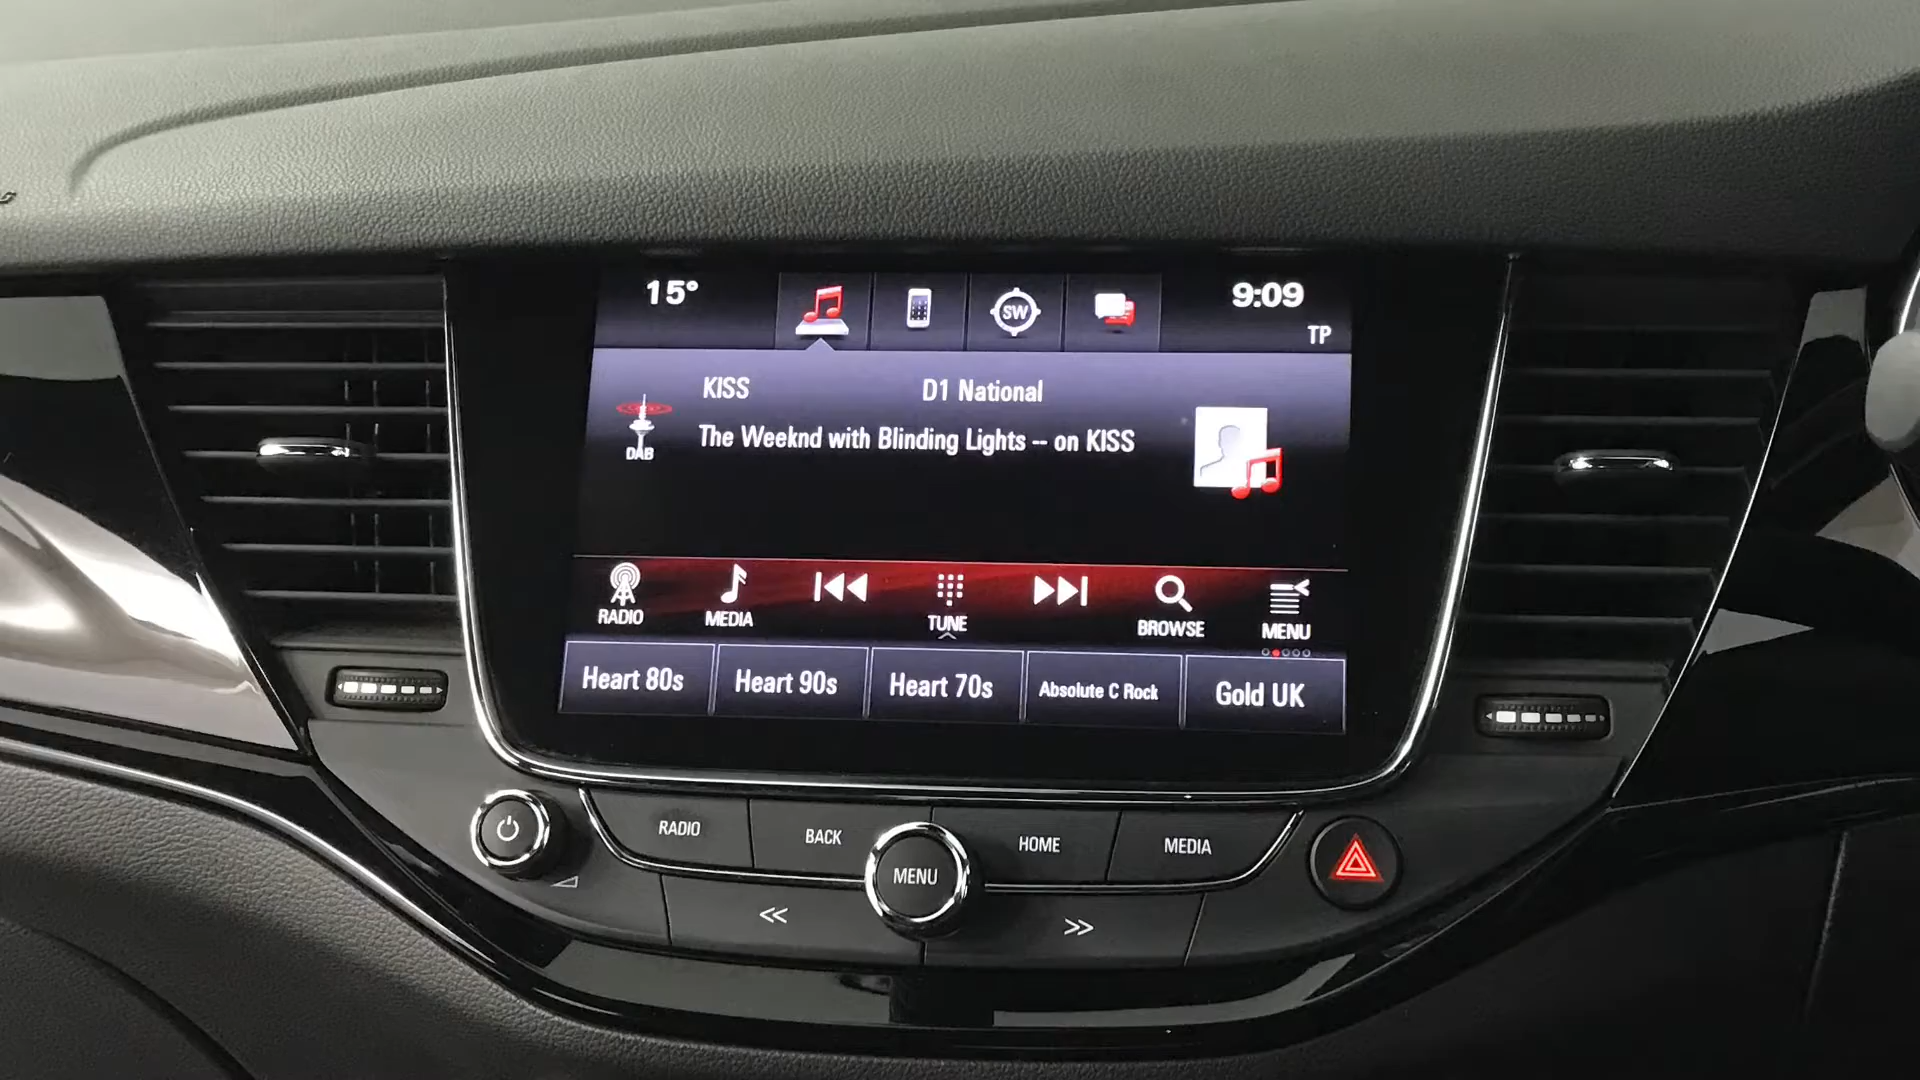 15°
SW
9:09
TP
KISS
D1 National
DAB
The Weeknd with Blinding Lights -- on KISS
RADIO
MEDIA
TUNE
BROWSE
MENU
Heart 80s
Heart 90s
Heart 70s
Absolute C Rock
Gold UK
RADIO
BACK
MENU
HOME
MEDIA
<<
>>